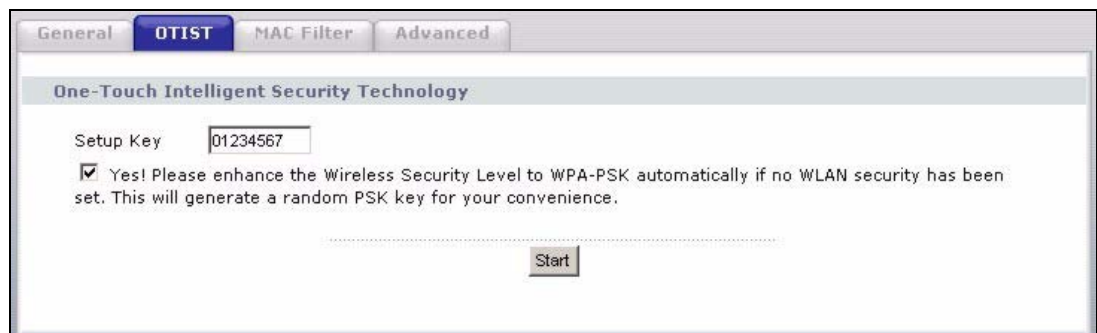 General OTIST MAC Filter Advanced
One-Touch Intelligent Security Technology
Setup Key 01234567
Yes! Please enhance the Wireless Security Level to WPA-PSK automatically if no WLAN security has been
set. This will generate a random PSK key for your convenience.
Start